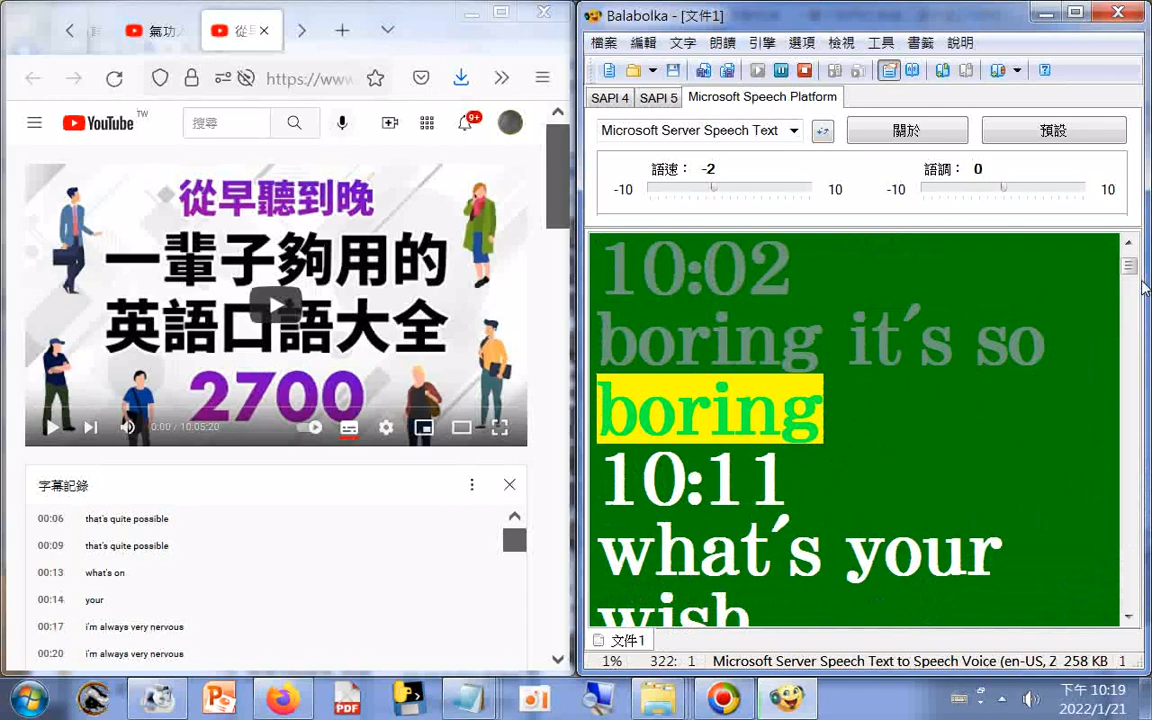 氣功
從
https://www
YouTube TW
搜尋
9+
從早聽到晚
一輩子夠用的
英語口語大全
2700
0:00 / 10:05:20
字幕記錄
00:06 that's quite possible
00:09 that's quite possible
00:13 what's on
00:14 your
00:17 i'm always very nervous
00:20 i'm always very nervous
Balabolka - [文件1]
檔案 編輯 文字 朗讀 引擎 選項 檢視 工具 書籤 說明
SAPI 4 SAPI 5 Microsoft Speech Platform
Microsoft Server Speech Text 關於 預設
語速： -2 語調： 0
-10 10 -10 10
10:02
boring it's so
boring
10:11
what's your
wish
文件1
1% 322: 1 Microsoft Server Speech Text to Speech Voice (en-US, 2 258 KB 1
PDF
下午 10:19
2022/1/21